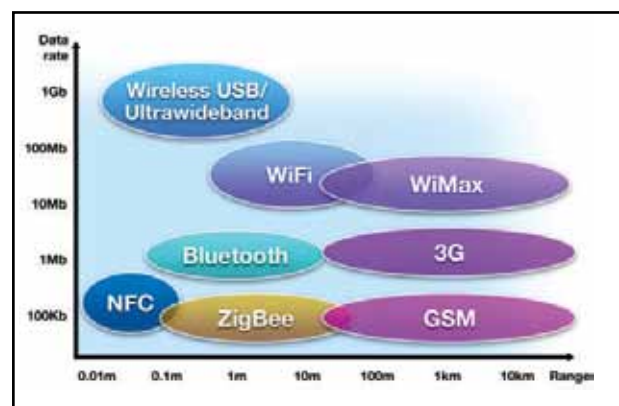 Data
rate
1Gb
Wireless USB/
Ultrawideband
100Mb
WiFi
WiMax
10Mb
Bluetooth
3G
1Mb
NFC
ZigBee
GSM
100Kb
0.01m 0.1m 1m 10m 100m 1km 10km Range